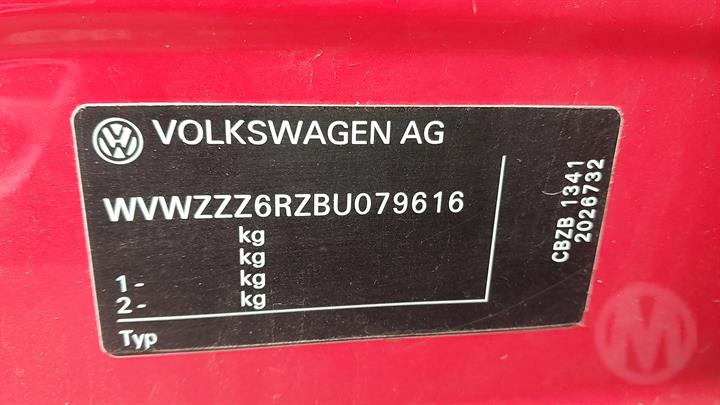 VOLKSWAGEN AG
WVWZZZ6RZBU079616
kg
kg
1- kg
2- kg
Typ
CBZB 1341
2026732